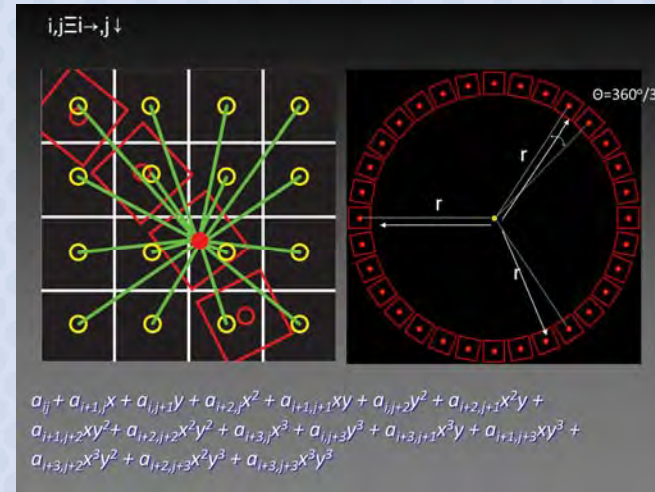 i,jΞi→,j↓
Θ=360°/3
r
r
r
aᵢⱼ + aᵢ₊₁,ⱼx + aᵢ,ⱼ₊₁y + aᵢ₊₂,ⱼx² + aᵢ₊₁,ⱼ₊₁xy + aᵢ,ⱼ₊₂y² + aᵢ₊₂,ⱼ₊₁x²y +
aᵢ₊₁,ⱼ₊₂xy²+ aᵢ₊₂,ⱼ₊₂x²y² + aᵢ₊₃,ⱼx³ + aᵢ,ⱼ₊₃y³ + aᵢ₊₃,ⱼ₊₁x³y + aᵢ₊₁,ⱼ₊₃xy³ +
aᵢ₊₃,ⱼ₊₂x³y² + aᵢ₊₂,ⱼ₊₃x²y³ + aᵢ₊₃,ⱼ₊₃x³y³